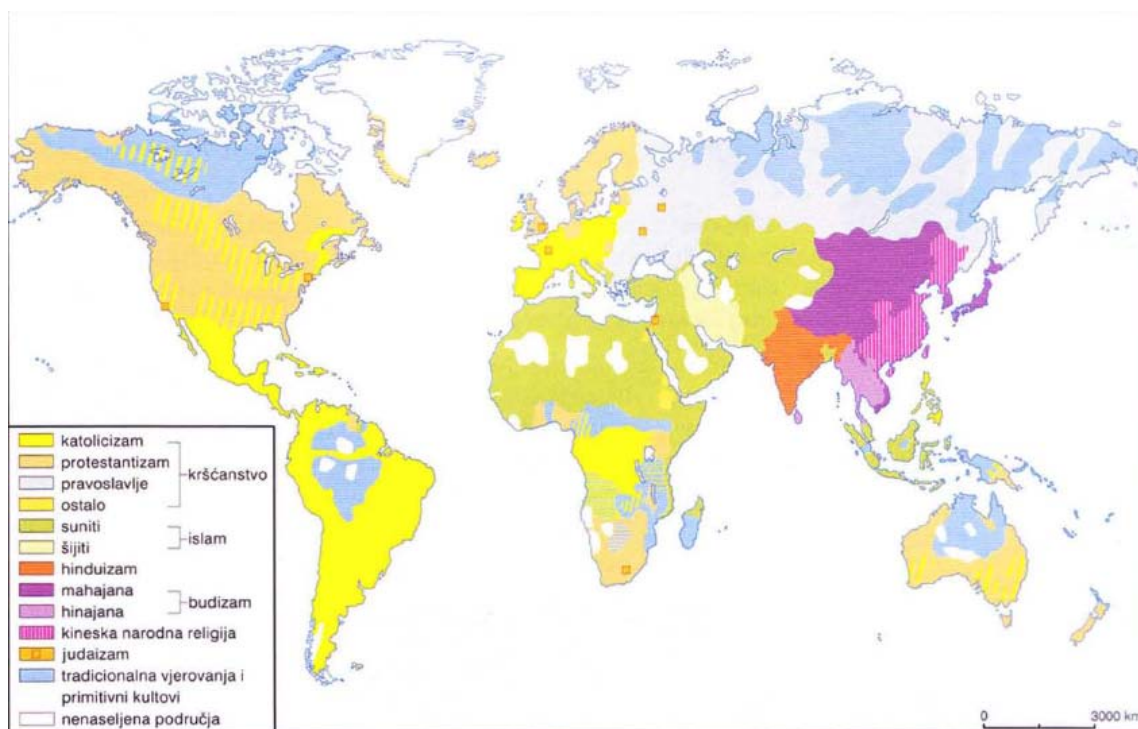 katolicizam
protestantizam
pravoslavlje
ostalo
kršćanstvo
suniti
šijiti
islam
hinduizam
mahajana
hinajana
budizam
kineska narodna religija
judaizam
tradicionalna vjerovanja i
primitivni kultovi
nenaseljena područja
0 3000 km